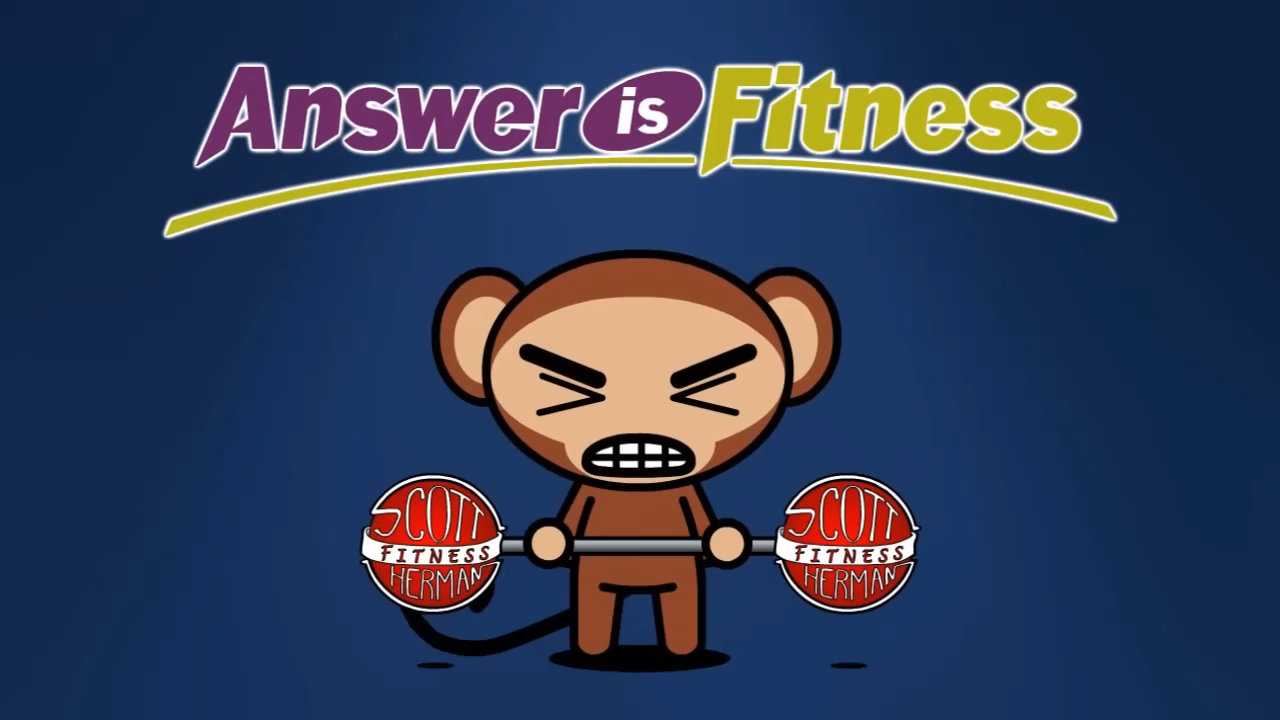 Answer is Fitness
SCOTT
FITNESS
HERMAN
SCOTT
FITNESS
HERMAN